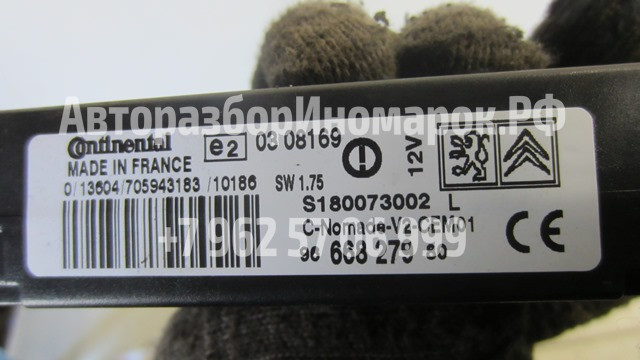 АвторазборИномарок.РФ
Continental
e2 03 08169
12V
MADE IN FRANCE
0/13604/705943183 /10186 SW 1.75
S180073002 L
C-Nomade-V2-CEM01
96 668 279 80
CE